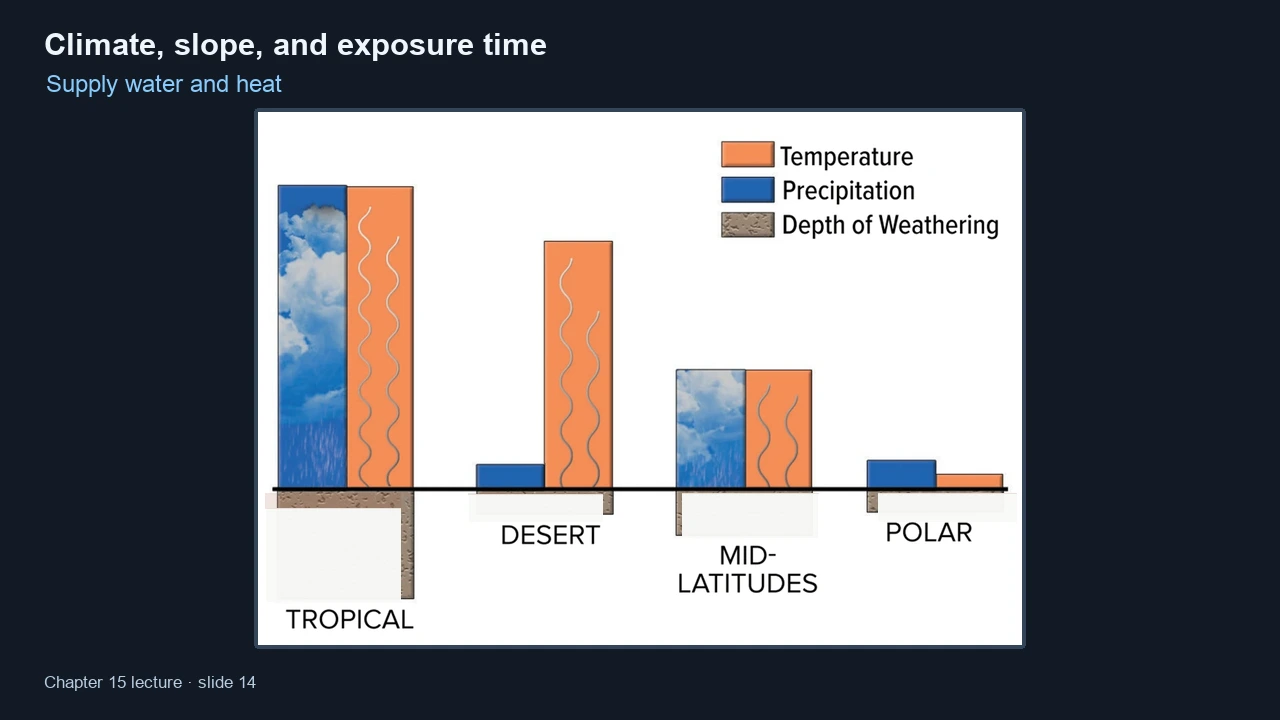 Climate, slope, and exposure time
Supply water and heat
Temperature
Precipitation
Depth of Weathering
DESERT
POLAR
MID-
LATITUDES
TROPICAL
Chapter 15 lecture · slide 14